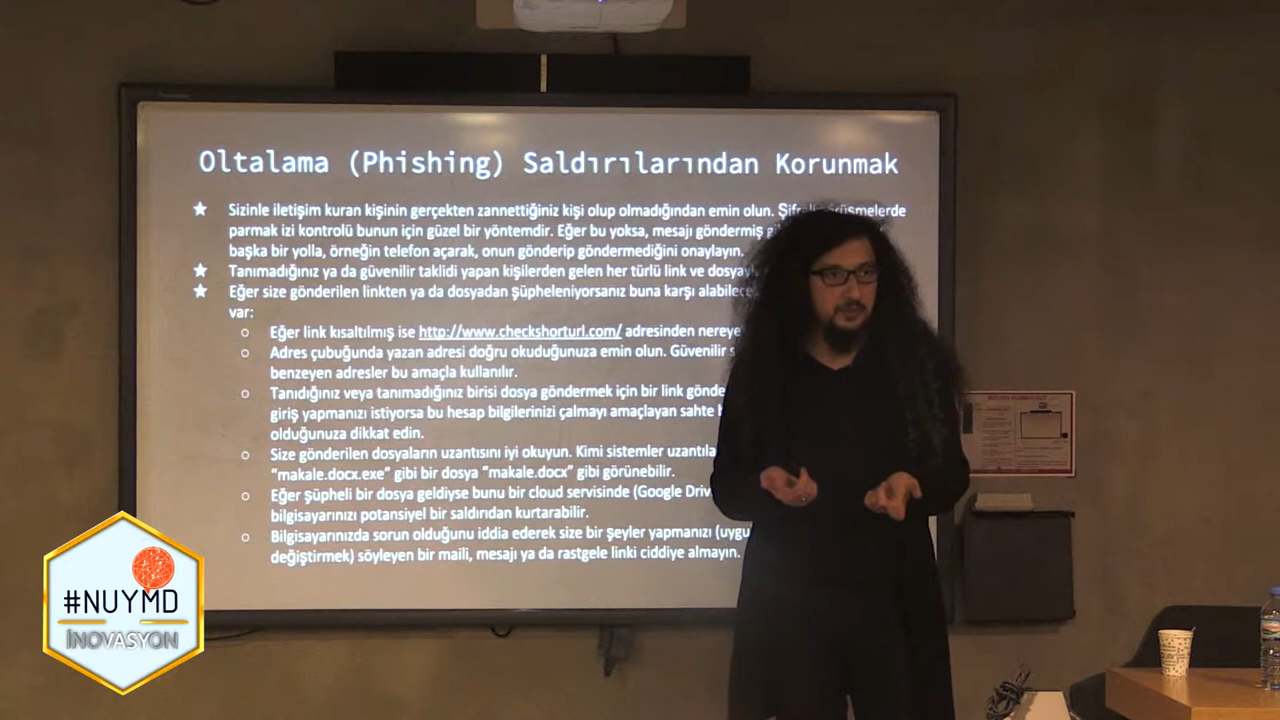 Oltalama (Phishing) Saldırılarından Korunmak
★ Sizinle iletişim kuran kişinin gerçekten zannettiğiniz kişi olup olmadığından emin olun.
parmak izi kontrolü bunun için güzel bir yöntemdir. Eğer bu yoksa, mesajı göndermiş
başka bir yolla, örneğin telefon açarak, onun gönderip göndermediğini onaylayın.
★ Tanımadığınız ya da güvenilir taklidi yapan kişilerden gelen her türlü link ve
★ Eğer size gönderilen linkten ya da dosyadan şüpheleniyorsanız buna karşı
var:
○ Eğer link kısaltılmış ise http://www.checkshorturl.com/ adresinden
○ Adres çubuğunda yazan adresi doğru okuduğunuza emin olun. Güvenilir
benzeyen adresler bu amaçla kullanılır.
○ Tanıdığınız veya tanımadığınız birisi dosya göndermek için bir link
giriş yapmanızı istiyorsa bu hesap bilgilerinizi çalmayı amaçlayan sahte
olduğunuza dikkat edin.
○ Size gönderilen dosyaların uzantısını iyi okuyun. Kimi sistemler
"makale.docx.exe" gibi bir dosya "makale.docx" gibi görünebilir.
○ Eğer şüpheli bir dosya geldiyse bunu bir cloud servisinde (Google
bilgisayarınızı potansiyel bir saldırıdan kurtarabilir.
○ Bilgisayarınızda sorun olduğunu iddia ederek size bir şeyler yapmanızı
değiştirmek) söyleyen bir maili, mesajı ya da rastgele linki ciddiye almayın.
#NUYMD
İNOVASYON